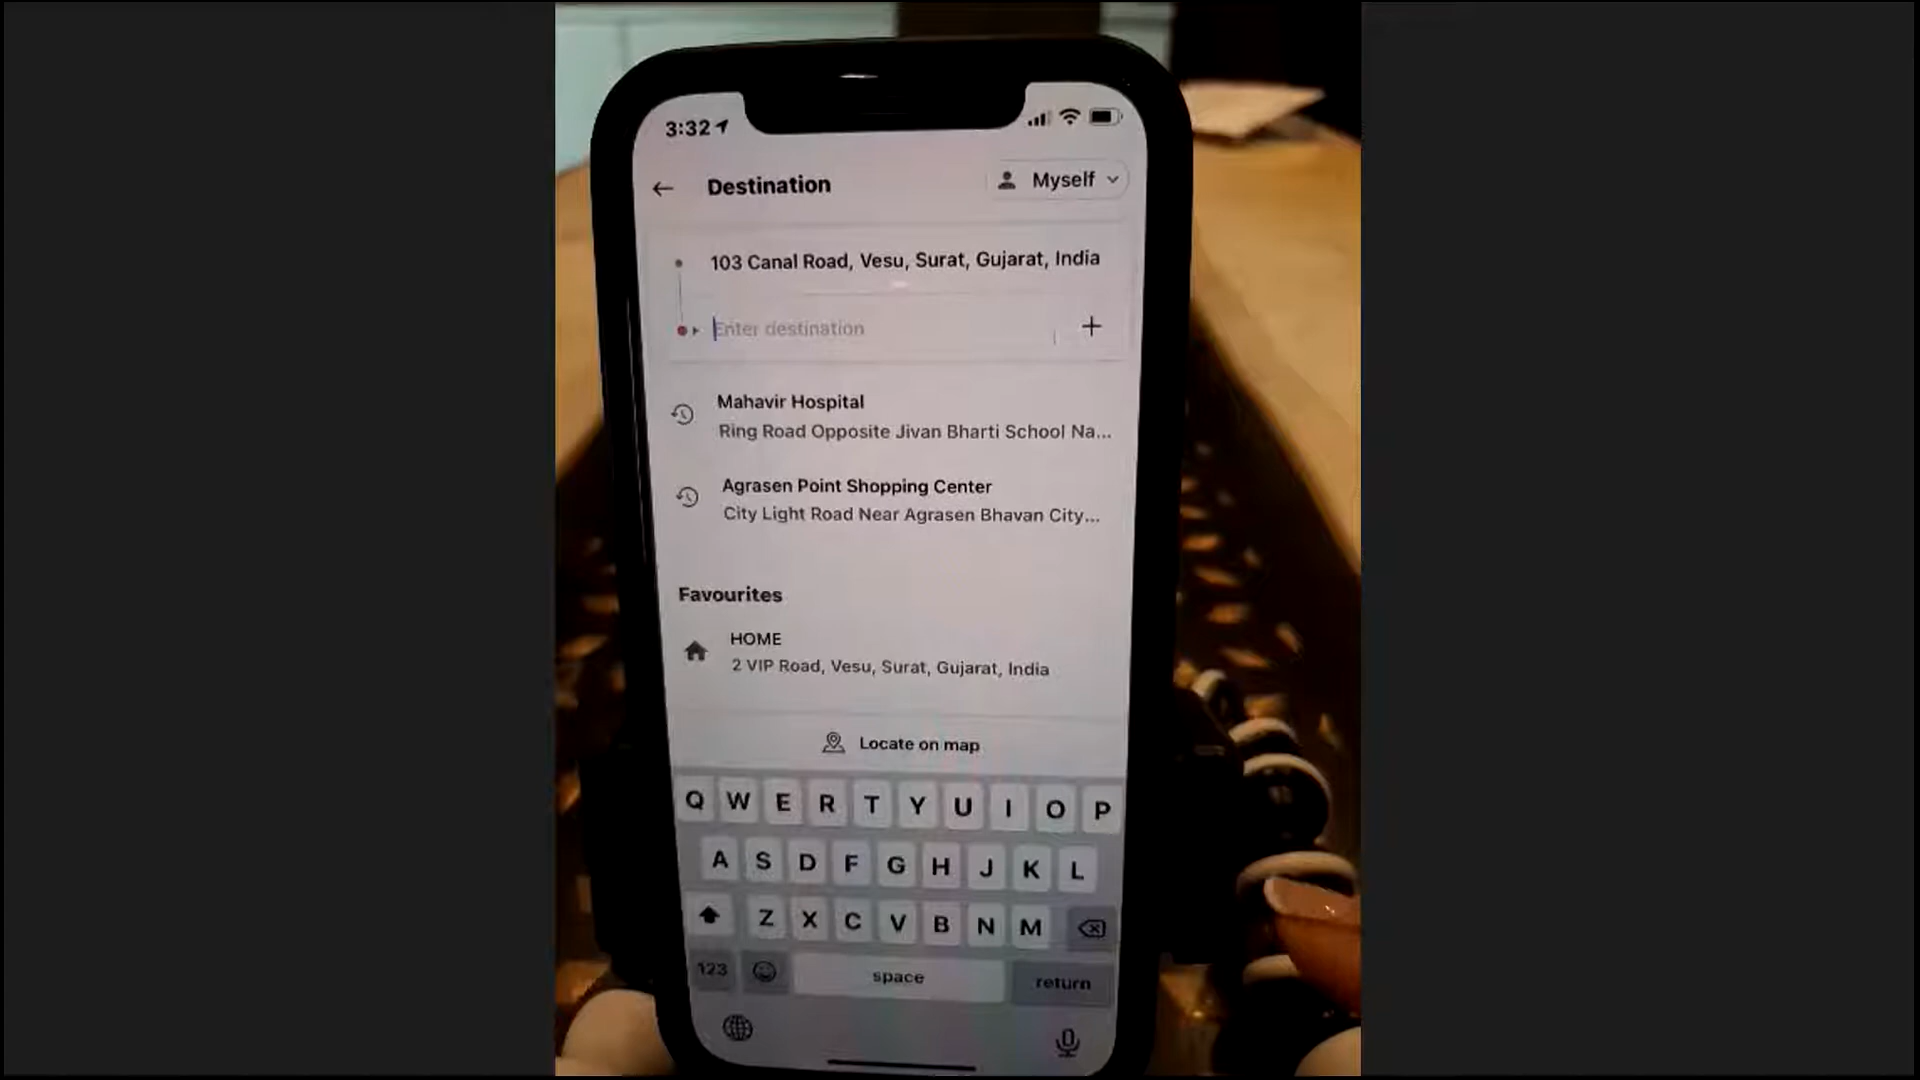 3:32
Destination
Myself
103 Canal Road, Vesu, Surat, Gujarat, India
Enter destination
Mahavir Hospital
Ring Road Opposite Jivan Bharti School Na...
Agrasen Point Shopping Center
City Light Road Near Agrasen Bhavan City...
Favourites
HOME
2 VIP Road, Vesu, Surat, Gujarat, India
Locate on map
Q W E R T Y U I O P
A S D F G H J K L
Z X C V B N M
123 space return